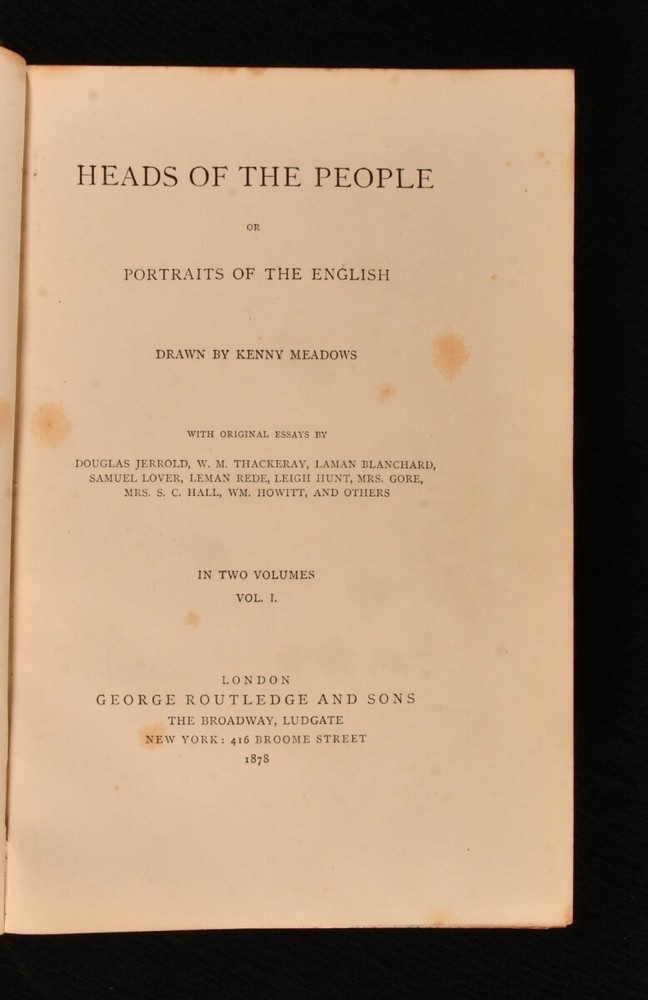 HEADS OF THE PEOPLE
OR
PORTRAITS OF THE ENGLISH
DRAWN BY KENNY MEADOWS
WITH ORIGINAL ESSAYS BY
DOUGLAS JERROLD, W. M. THACKERAY, LAMAN BLANCHARD,
SAMUEL LOVER, LEMAN REDE, LEIGH HUNT, MRS. GORE,
MRS. S. C. HALL, WM. HOWITT, AND OTHERS
IN TWO VOLUMES
VOL. I.
LONDON
GEORGE ROUTLEDGE AND SONS
THE BROADWAY, LUDGATE
NEW YORK: 416 BROOME STREET
1878